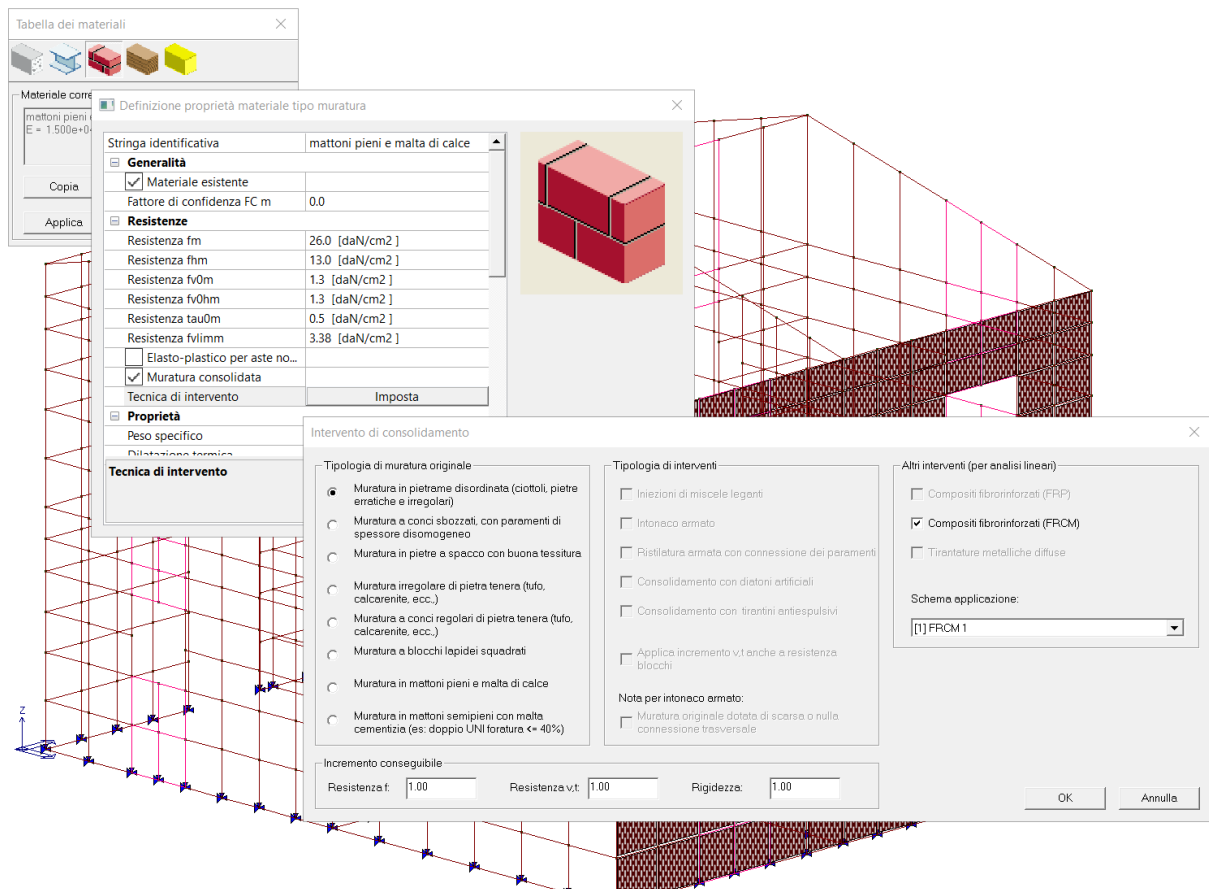 Tabella dei materiali
Materiale corre
mattoni pieni e
E = 1.500e+04
Copia
Applica
Definizione proprietà materiale tipo muratura
Stringa identificativa mattoni pieni e malta di calce
Generalità
Materiale esistente
Fattore di confidenza FC m 0.0
Resistenze
Resistenza fm 26.0 [daN/cm2 ]
Resistenza fhm 13.0 [daN/cm2 ]
Resistenza fv0m 1.3 [daN/cm2 ]
Resistenza fv0hm 1.3 [daN/cm2 ]
Resistenza tau0m 0.5 [daN/cm2 ]
Resistenza fvlimm 3.38 [daN/cm2 ]
Elasto-plastico per aste no...
Muratura consolidata
Tecnica di intervento Imposta
Proprietà
Peso specifico
Dilatazione termica
Tecnica di intervento
Intervento di consolidamento
Tipologia di muratura originale
Muratura in pietrame disordinata (ciottoli, pietre
erratiche e irregolari)
Muratura a conci sbozzati, con paramenti di
spessore disomogeneo
Muratura in pietre a spacco con buona tessitura
Muratura irregolare di pietra tenera (tufo,
calcarenite, ecc.,)
Muratura a conci regolari di pietra tenera (tufo,
calcarenite, ecc.,)
Muratura a blocchi lapidei squadrati
Muratura in mattoni pieni e malta di calce
Muratura in mattoni semipieni con malta
cementizia (es: doppio UNI foratura <= 40%)
Tipologia di interventi
Iniezioni di miscele leganti
Intonaco armato
Ristilatura armata con connessione dei paramenti
Consolidamento con diatoni artificiali
Consolidamento con tirantini antiespulsivi
Applica incremento v,t anche a resistenza
blocchi
Nota per intonaco armato:
Muratura originale dotata di scarsa o nulla
connessione trasversale
Altri interventi (per analisi lineari)
Compositi fibrorinforzati (FRP)
Compositi fibrorinforzati (FRCM)
Tirantature metalliche diffuse
Schema applicazione:
[1] FRCM 1
Incremento conseguibile
Resistenza f: 1.00 Resistenza v,t: 1.00 Rigidezza: 1.00
OK Annulla
Z